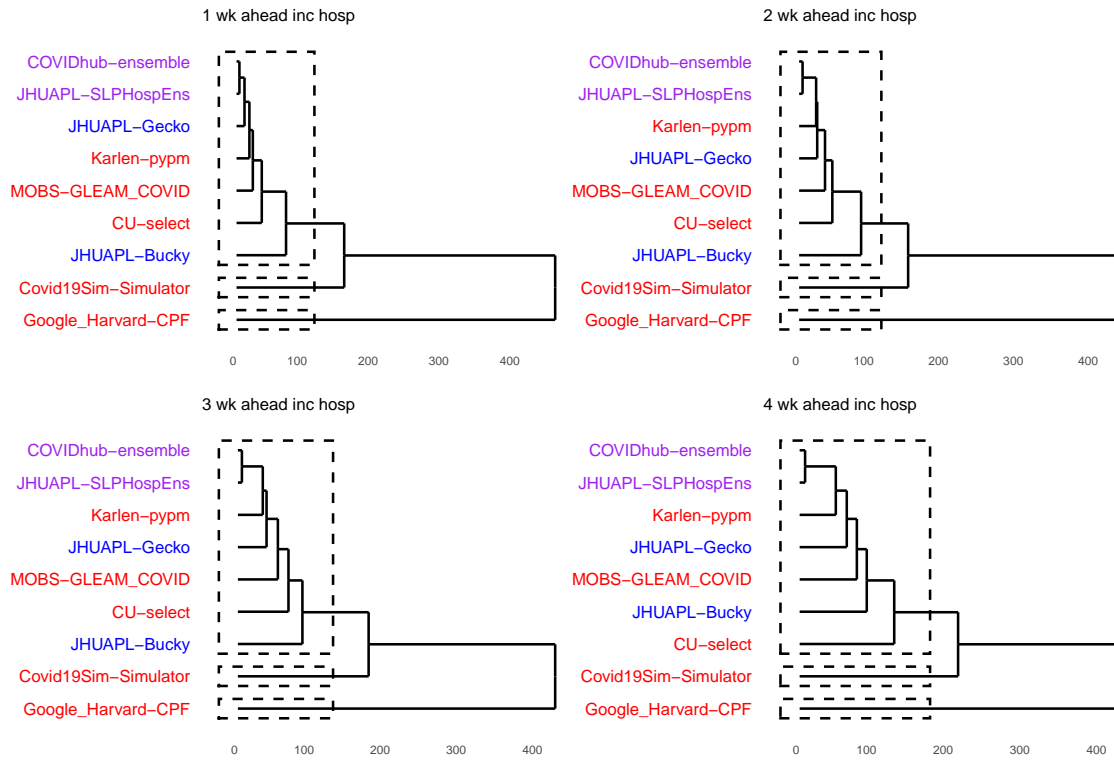 1 wk ahead inc hosp
COVIDhub−ensemble
JHUAPL−SLPHospEns
JHUAPL−Gecko
Karlen−pypm
MOBS−GLEAM_COVID
CU−select
JHUAPL−Bucky
Covid19Sim−Simulator
Google_Harvard−CPF
0 100 200 300 400
2 wk ahead inc hosp
COVIDhub−ensemble
JHUAPL−SLPHospEns
Karlen−pypm
JHUAPL−Gecko
MOBS−GLEAM_COVID
CU−select
JHUAPL−Bucky
Covid19Sim−Simulator
Google_Harvard−CPF
0 100 200 300 400
3 wk ahead inc hosp
COVIDhub−ensemble
JHUAPL−SLPHospEns
Karlen−pypm
JHUAPL−Gecko
MOBS−GLEAM_COVID
CU−select
JHUAPL−Bucky
Covid19Sim−Simulator
Google_Harvard−CPF
0 100 200 300 400
4 wk ahead inc hosp
COVIDhub−ensemble
JHUAPL−SLPHospEns
Karlen−pypm
JHUAPL−Gecko
MOBS−GLEAM_COVID
JHUAPL−Bucky
CU−select
Covid19Sim−Simulator
Google_Harvard−CPF
0 100 200 300 400